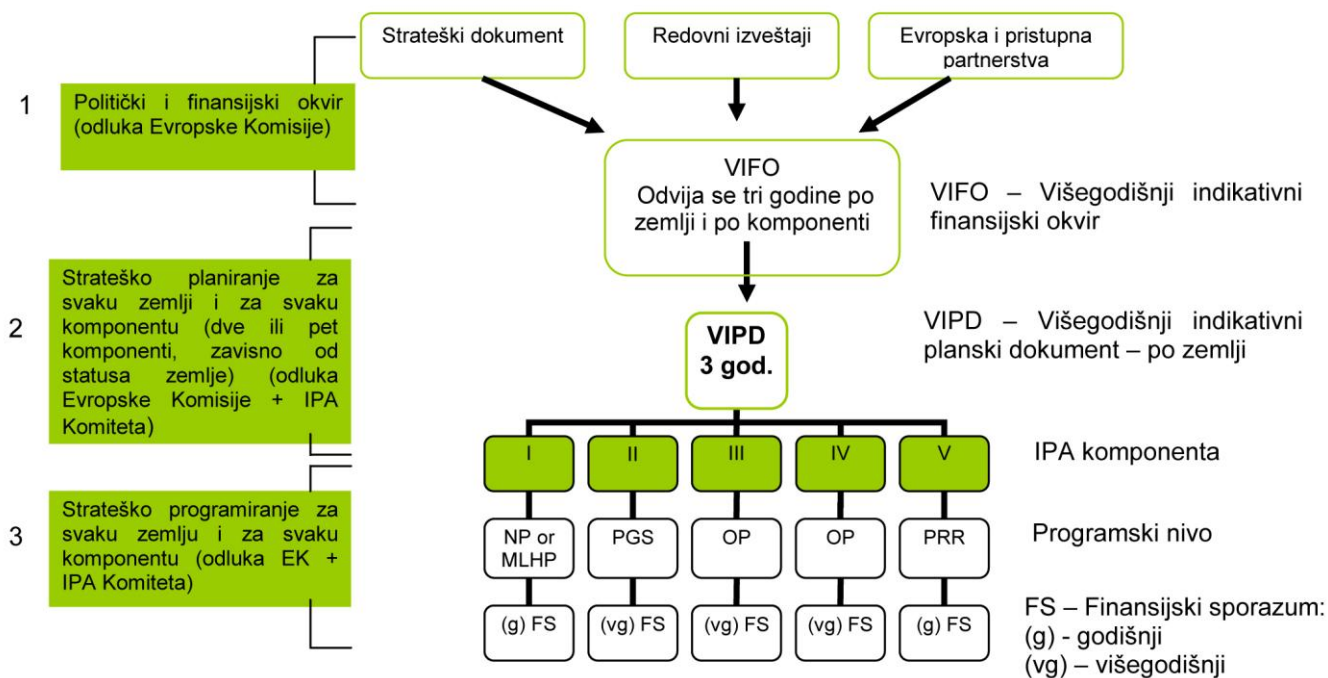 Strateški dokument
Redovni izveštaji
Evropska i pristupna
partnerstva
1
Politički i finansijski okvir
(odluka Evropske Komisije)
VIFO
Odvija se tri godine po
zemlji i po komponenti
VIFO – Višegodišnji indikativni
finansijski okvir
2
Strateško planiranje za
svaku zemlji i za svaku
komponentu (dve ili pet
komponenti, zavisno od
statusa zemlje) (odluka
Evropske Komisije + IPA
Komiteta)
VIPD
3 god.
VIPD – Višegodišnji indikativni
planski dokument – po zemlji
I
II
III
IV
V
IPA komponenta
3
Strateško programiranje za
svaku zemlju i za svaku
komponentu (odluka EK +
IPA Komiteta)
NP or
MLHP
PGS
OP
OP
PRR
Programski nivo
(g) FS
(vg) FS
(vg) FS
(vg) FS
(g) FS
FS – Finansijski sporazum:
(g) - godišnji
(vg) – višegodišnji